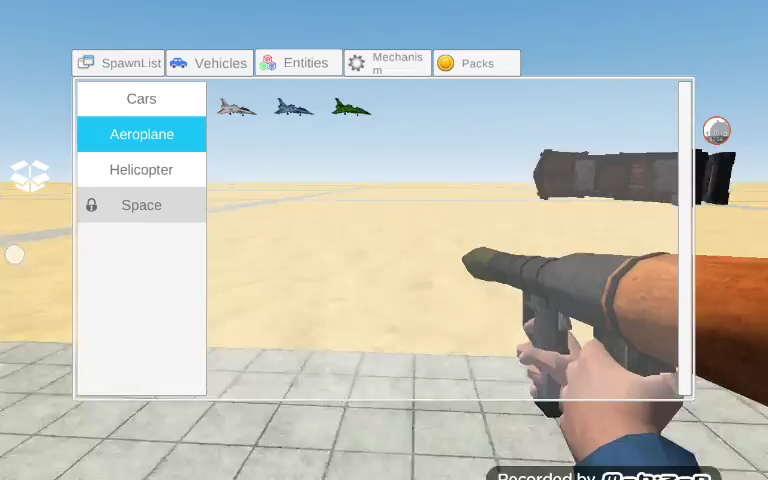 SpawnList
Vehicles
Entities
Mechanis
m
Packs
Cars
Aeroplane
Helicopter
Space
Recorded by